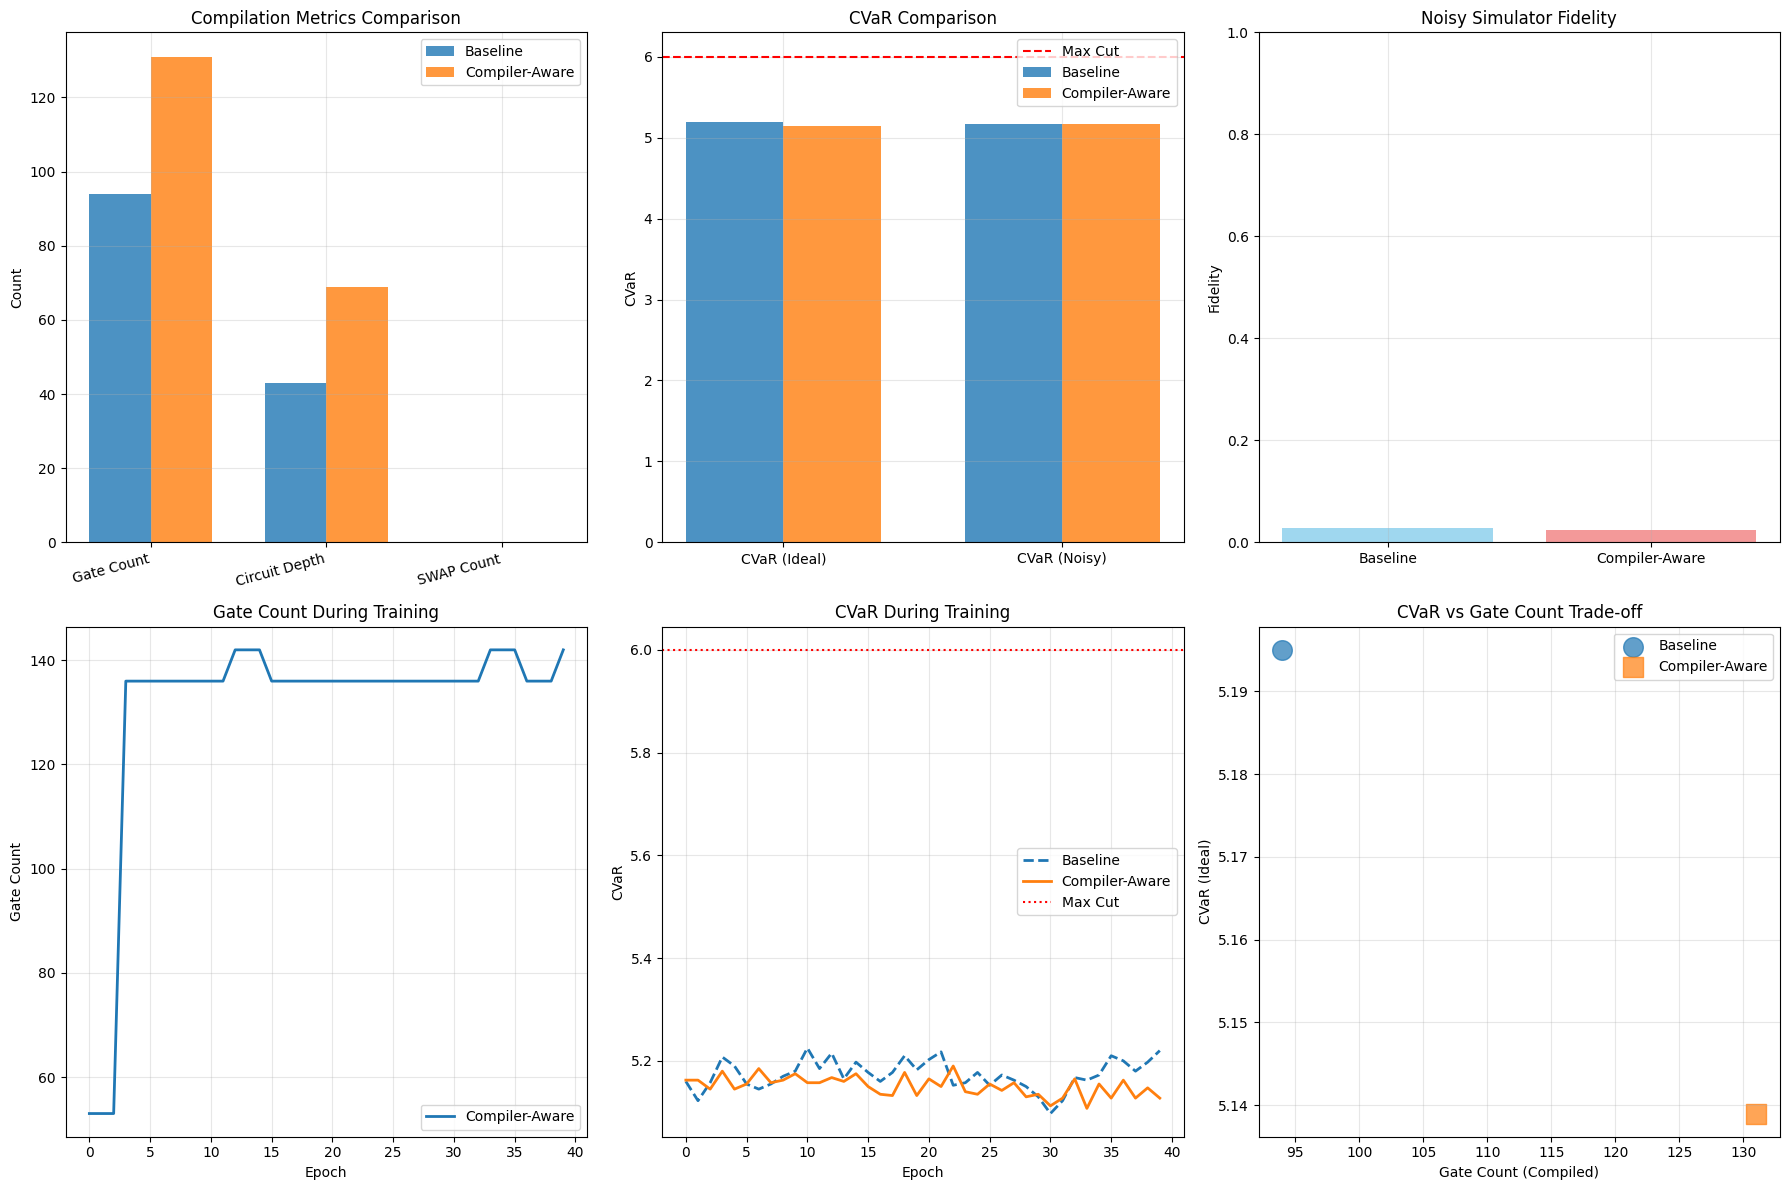 Compilation Metrics Comparison
Baseline
Compiler-Aware
Count
120
100
80
60
40
20
0
Gate Count
Circuit Depth
SWAP Count
CVaR Comparison
Max Cut
Baseline
Compiler-Aware
CVaR
6
5
4
3
2
1
0
CVaR (Ideal)
CVaR (Noisy)
Noisy Simulator Fidelity
Fidelity
1.0
0.8
0.6
0.4
0.2
0.0
Baseline
Compiler-Aware
Gate Count During Training
Gate Count
140
120
100
80
60
Compiler-Aware
0 5 10 15 20 25 30 35 40
Epoch
CVaR During Training
CVaR
6.0
5.8
5.6
5.4
5.2
Baseline
Compiler-Aware
Max Cut
0 5 10 15 20 25 30 35 40
Epoch
CVaR vs Gate Count Trade-off
Baseline
Compiler-Aware
CVaR (Ideal)
5.19
5.18
5.17
5.16
5.15
5.14
95 100 105 110 115 120 125 130
Gate Count (Compiled)